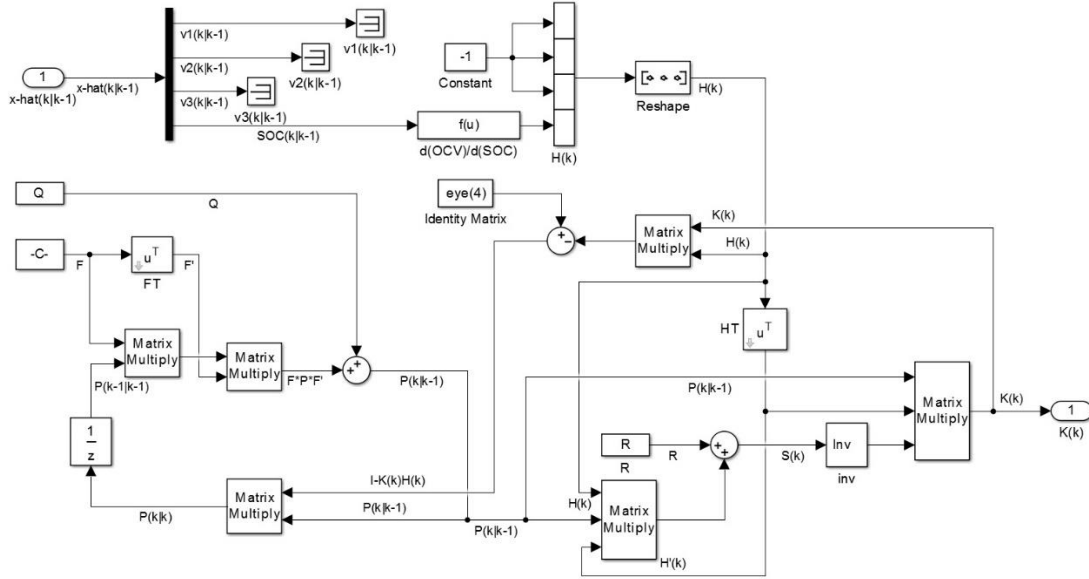 v1(k|k-1)
v1(k|k-1)
v2(k|k-1)
v2(k|k-1)
v3(k|k-1)
v3(k|k-1)
1
x-hat(k|k-1)
x-hat(k|k-1)
SOC(k|k-1)
-1
Constant
f(u)
d(OCV)/d(SOC)
H(k)
Reshape
H(k)
Q
Q
eye(4)
Identity Matrix
Matrix
Multiply
K(k)
H(k)
-C-
F
u^T
F'
FT
Matrix
Multiply
P(k-1|k-1)
Matrix
Multiply
F*P*F'
P(k|k-1)
HT
u^T
P(k|k-1)
Matrix
Multiply
K(k)
1
K(k)
1
z
R
R
R
S(k)
Inv
inv
I-K(k)H(k)
Matrix
Multiply
P(k|k)
P(k|k-1)
P(k|k-1)
H(k)
Matrix
Multiply
H'(k)